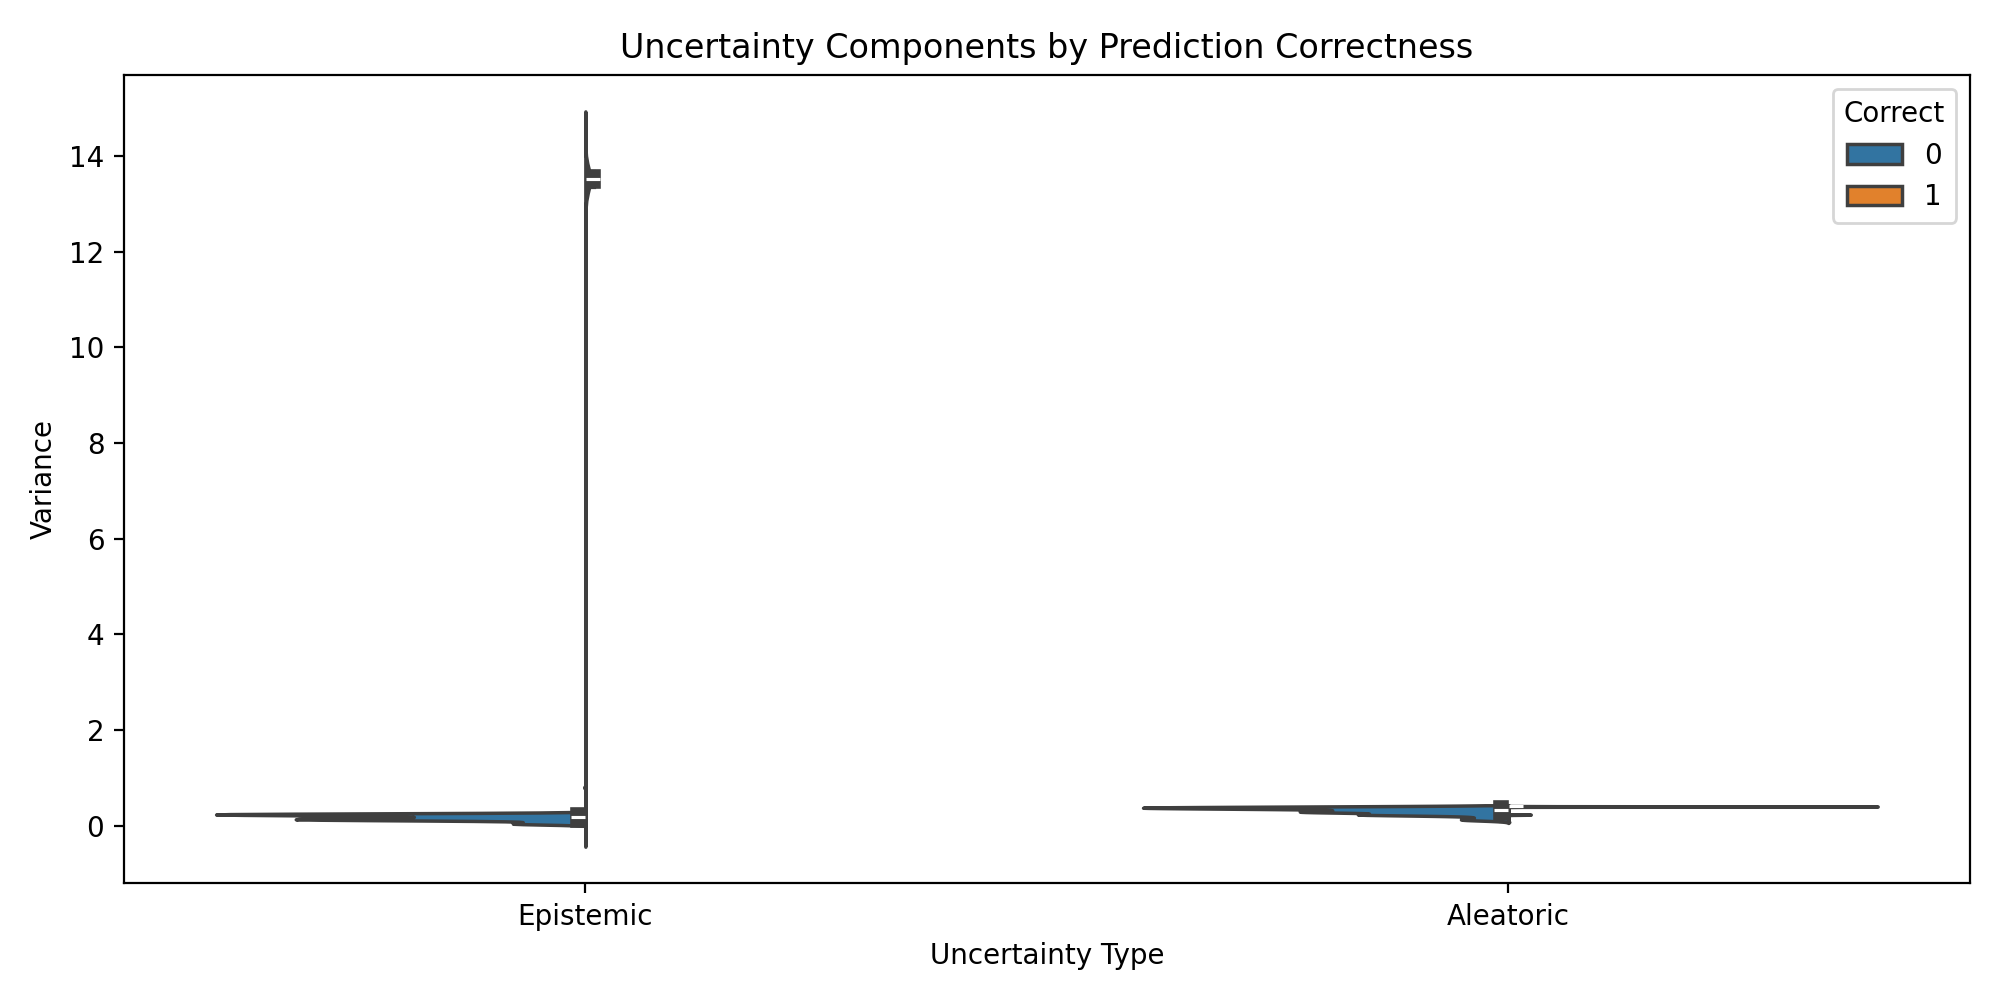 Uncertainty Components by Prediction Correctness
Correct
0
1
14
12
10
8
6
4
2
0
Variance
Epistemic
Aleatoric
Uncertainty Type